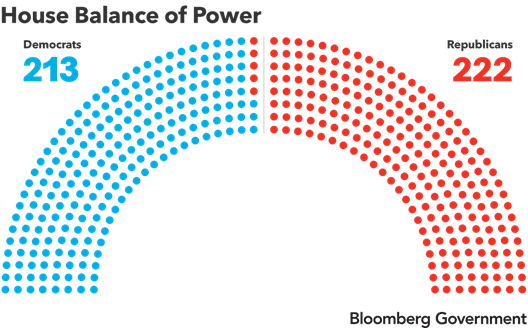 House Balance of Power
Democrats
213
Republicans
222
Bloomberg Government